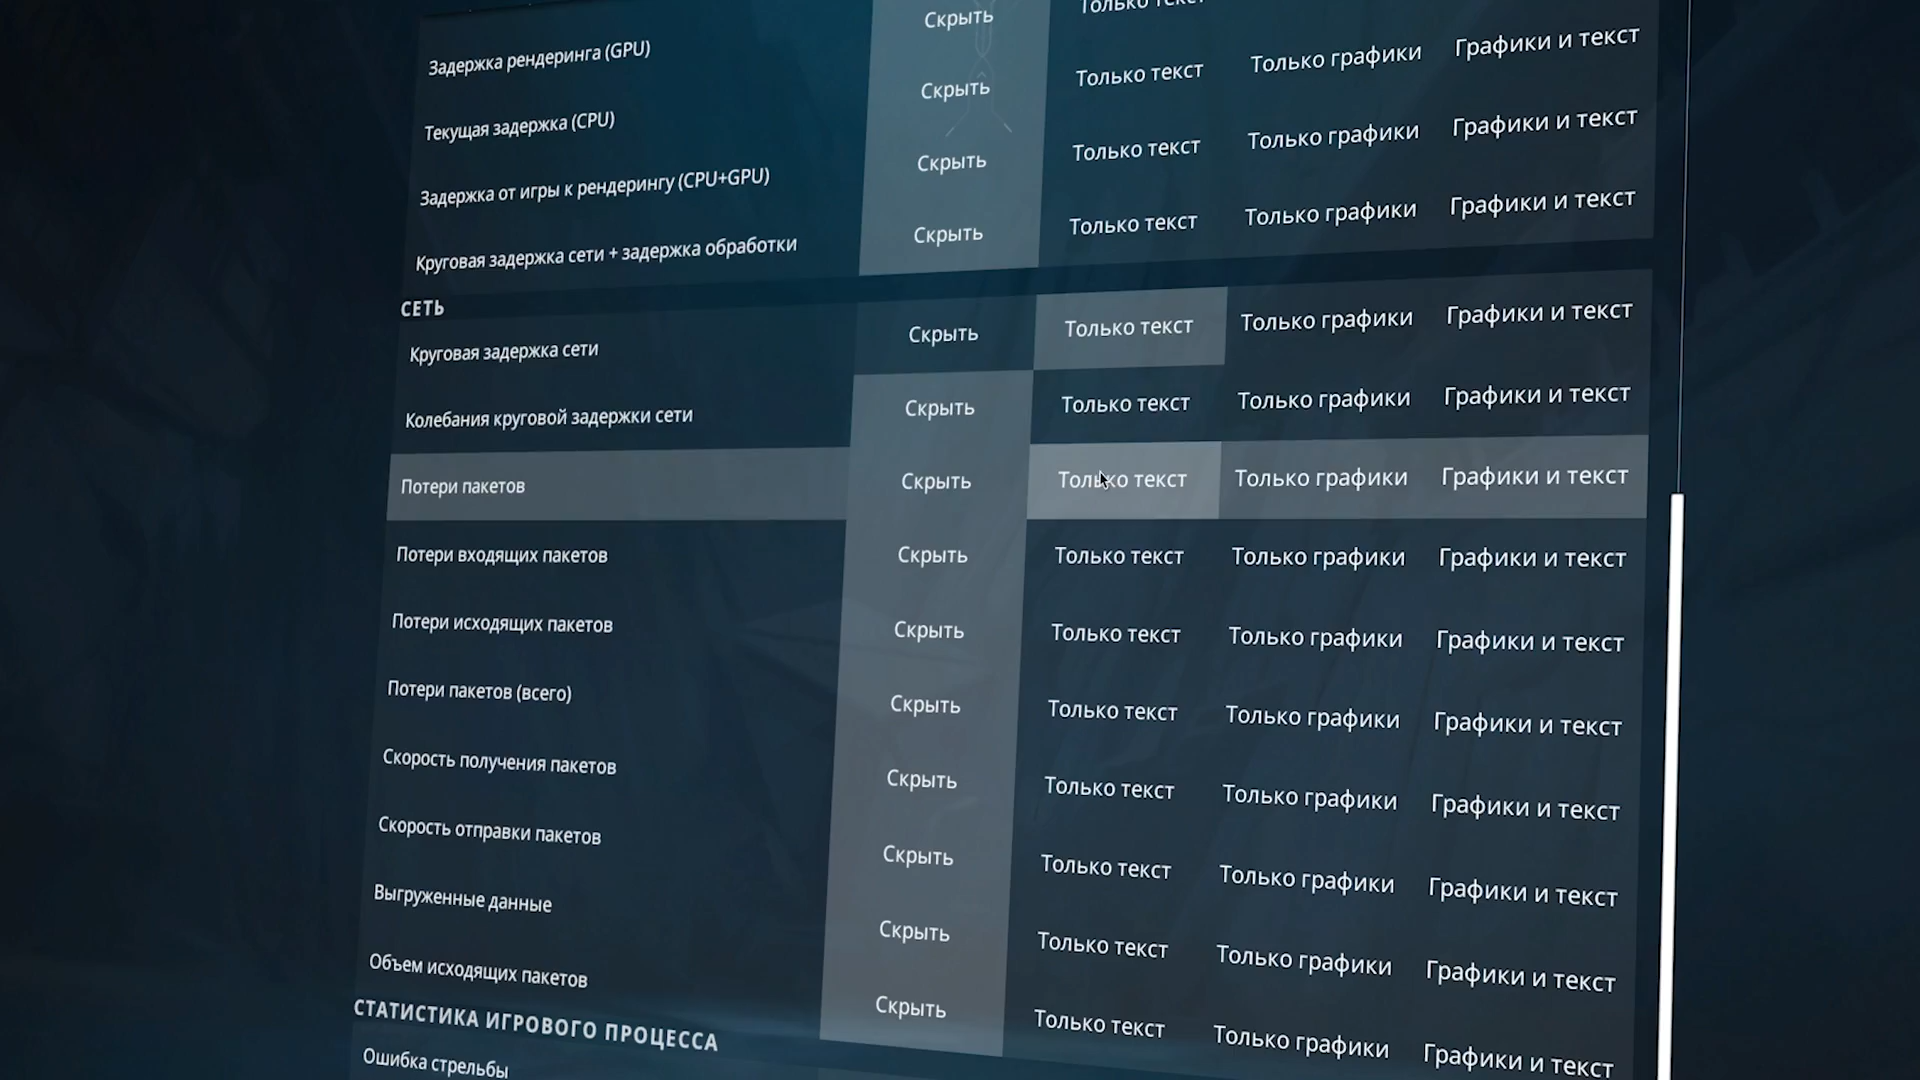 Скрыть Только текст
Задержка рендеринга (GPU) Скрыть Только текст Только графики Графики и текст
Текущая задержка (CPU) Скрыть Только текст Только графики Графики и текст
Задержка от игры к рендерингу (CPU+GPU) Скрыть Только текст Только графики Графики и текст
Круговая задержка сети + задержка обработки
СЕТЬ
Круговая задержка сети Скрыть Только текст Только графики Графики и текст
Колебания круговой задержки сети Скрыть Только текст Только графики Графики и текст
Потери пакетов Скрыть Только текст Только графики Графики и текст
Потери входящих пакетов Скрыть Только текст Только графики Графики и текст
Потери исходящих пакетов Скрыть Только текст Только графики Графики и текст
Потери пакетов (всего) Скрыть Только текст Только графики Графики и текст
Скорость получения пакетов Скрыть Только текст Только графики Графики и текст
Скорость отправки пакетов Скрыть Только текст Только графики Графики и текст
Выгруженные данные Скрыть Только текст Только графики Графики и текст
Объем исходящих пакетов Скрыть Только текст Только графики Графики и текст
СТАТИСТИКА ИГРОВОГО ПРОЦЕССА
Ошибка стрельбы